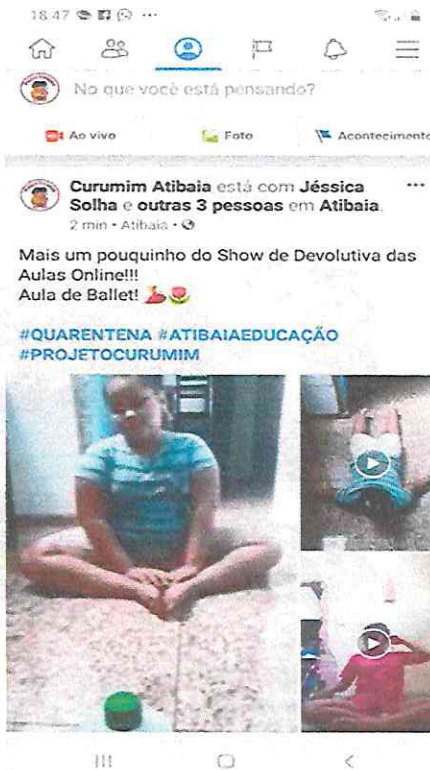 18:47
No que você está pensando?
Ao vivo Foto Acontecimento
Curumim Atibaia está com Jéssica
Solha e outras 3 pessoas em Atibaia.
2 min • Atibaia •
Mais um pouquinho do Show de Devolutiva das
Aulas Online!!!
Aula de Ballet!
#QUARENTENA #ATIBAIAEDUCAÇÃO
#PROJETOCURUMIM